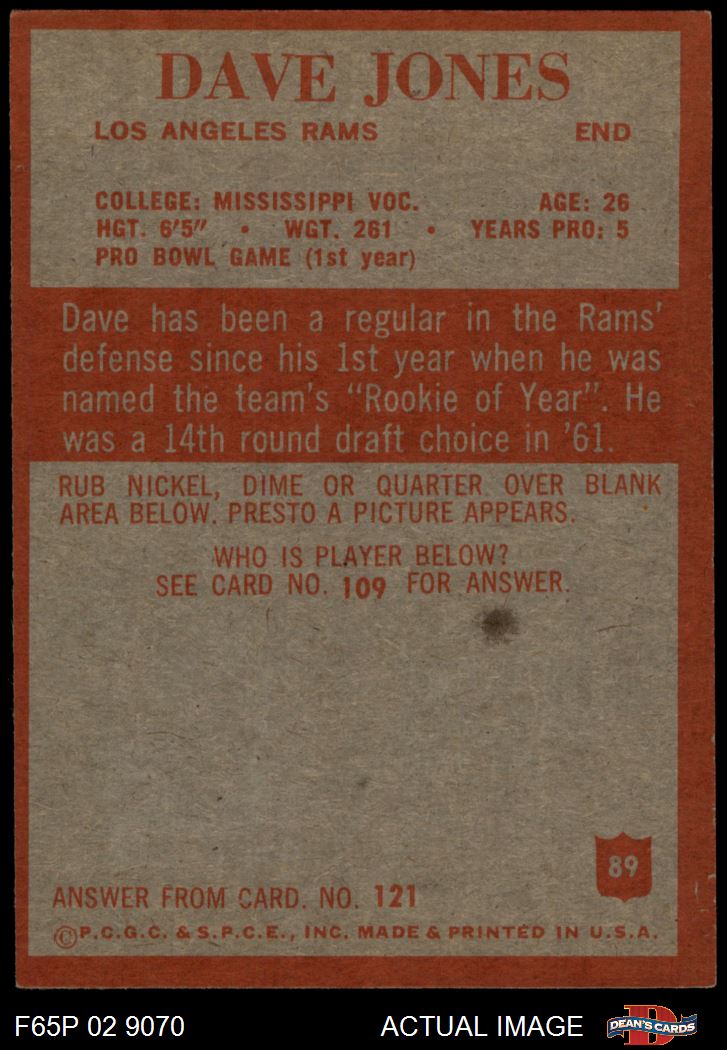 DAVE JONES
LOS ANGELES RAMS END
COLLEGE: MISSISSIPPI VOC. AGE: 26
HGT. 6'5" • WGT. 261 • YEARS PRO: 5
PRO BOWL GAME (1st year)
Dave has been a regular in the Rams'
defense since his 1st year when he was
named the team's "Rookie of Year". He
was a 14th round draft choice in '61.
RUB NICKEL, DIME OR QUARTER OVER BLANK
AREA BELOW. PRESTO A PICTURE APPEARS.
WHO IS PLAYER BELOW?
SEE CARD NO. 109 FOR ANSWER.
89
ANSWER FROM CARD. NO. 121
©P.C.G.C. & S.P.C.E., INC. MADE & PRINTED IN U.S.A.
F65P 02 9070 ACTUAL IMAGE D DEAN'S CARDS